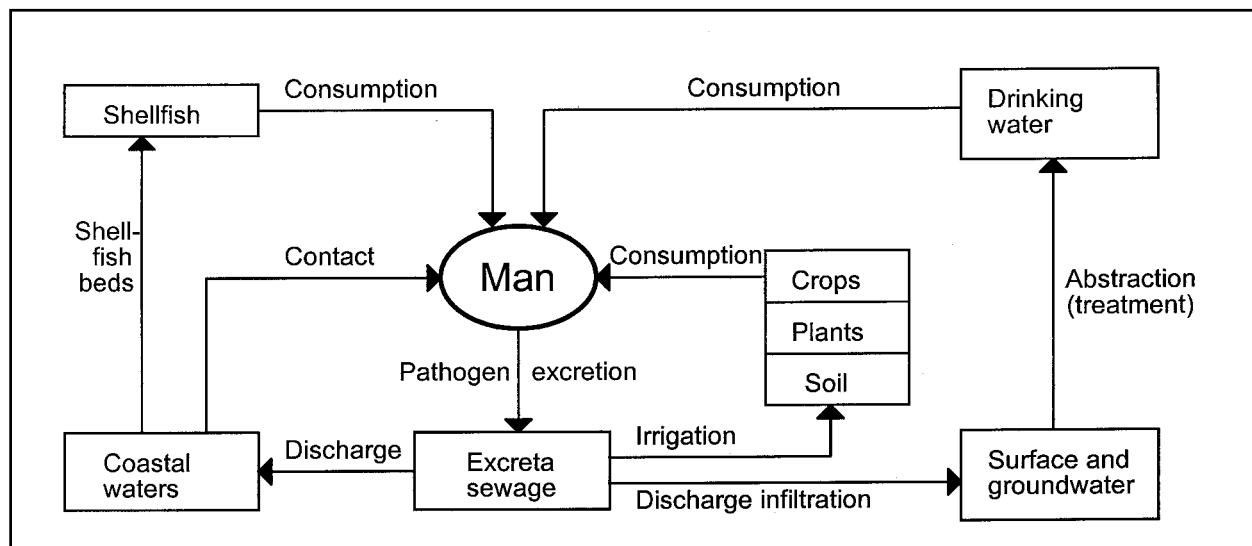 Consumption
Shellfish
Consumption
Drinking
water
Shell-
fish
beds
Contact
Man
Consumption
Crops
Plants
Soil
Abstraction
(treatment)
Pathogen excretion
Coastal
waters
Discharge
Excreta
sewage
Irrigation
Discharge infiltration
Surface and
groundwater